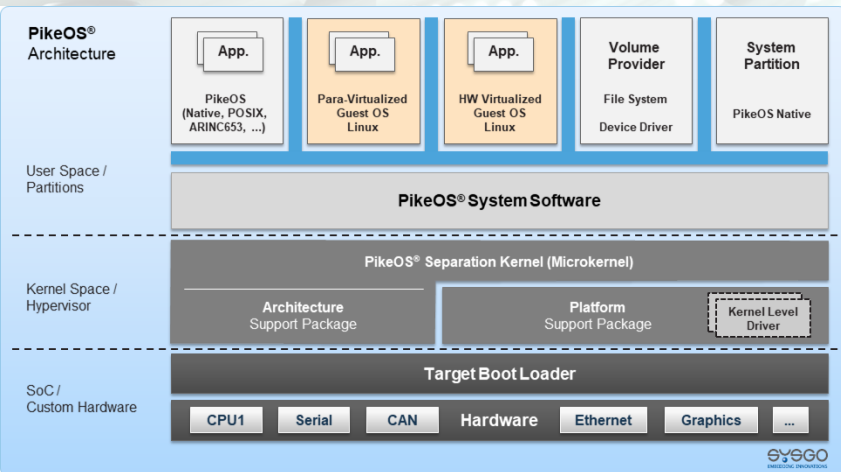 PikeOS®
Architecture
App.
PikeOS
(Native, POSIX,
ARINC653, ...)
App.
Para-Virtualized
Guest OS
Linux
App.
HW Virtualized
Guest OS
Linux
Volume
Provider
File System
Device Driver
System
Partition
PikeOS Native
User Space /
Partitions
PikeOS® System Software
Kernel Space /
Hypervisor
PikeOS® Separation Kernel (Microkernel)
Architecture
Support Package
Platform
Support Package
Kernel Level
Driver
SoC /
Custom Hardware
Target Boot Loader
CPU1
Serial
CAN
Hardware
Ethernet
Graphics
...
SYSGO
EMBEDDING INNOVATIONS